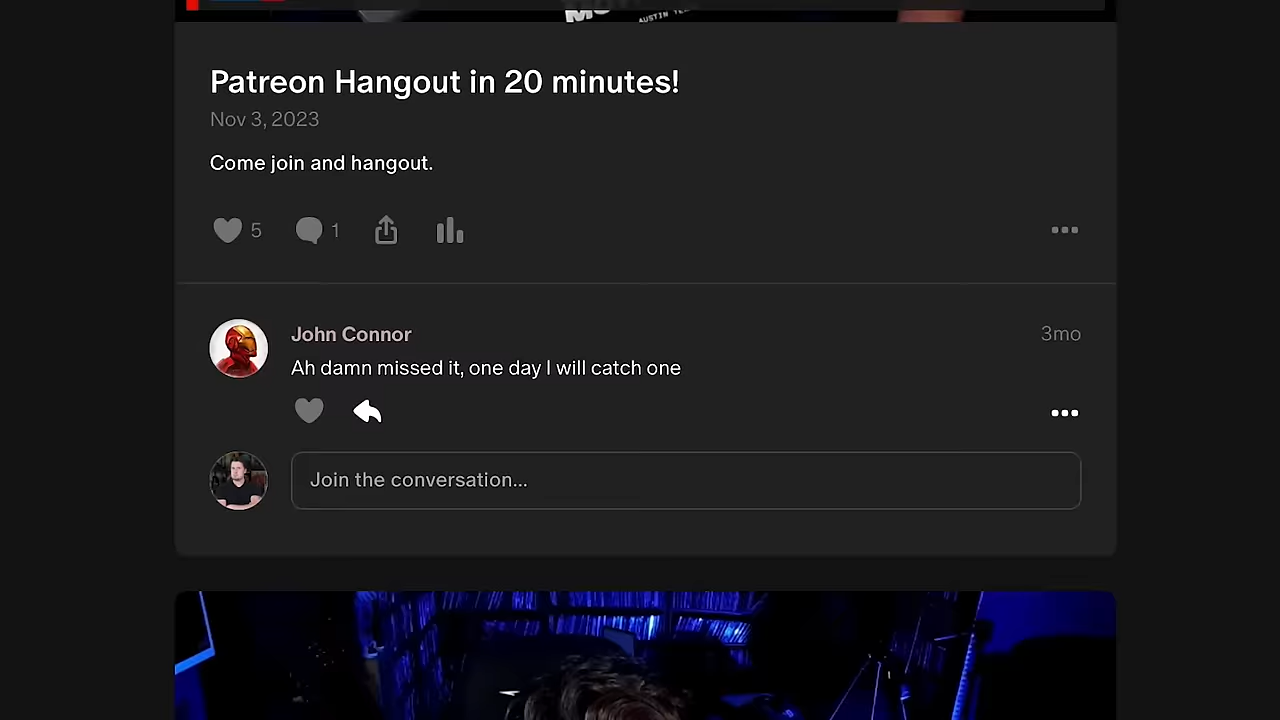 Patreon Hangout in 20 minutes!
Nov 3, 2023
Come join and hangout.
5
1
John Connor
3mo
Ah damn missed it, one day I will catch one
Join the conversation...